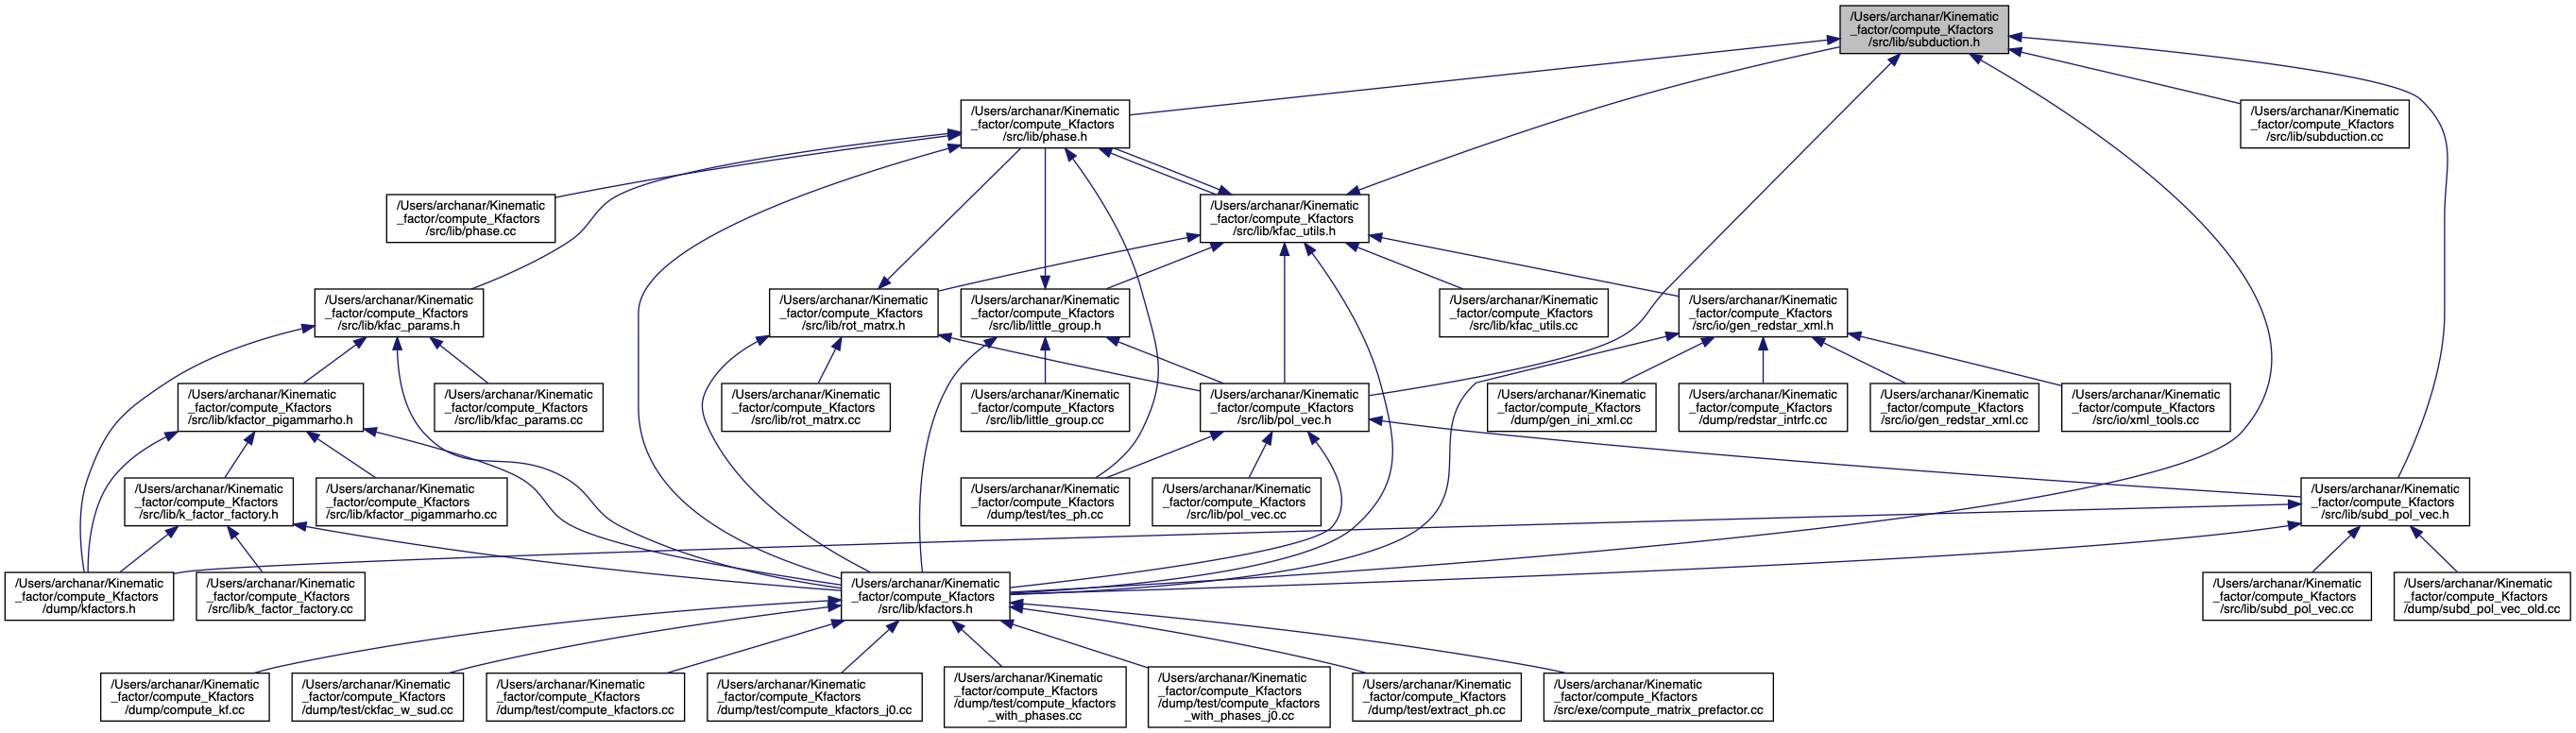 /Users/archanar/Kinematic
_factor/compute_Kfactors
/src/lib/subduction.h
/Users/archanar/Kinematic
_factor/compute_Kfactors
/src/lib/phase.h
/Users/archanar/Kinematic
_factor/compute_Kfactors
/src/lib/subduction.cc
/Users/archanar/Kinematic
_factor/compute_Kfactors
/src/lib/phase.cc
/Users/archanar/Kinematic
_factor/compute_Kfactors
/src/lib/kfac_utils.h
/Users/archanar/Kinematic
_factor/compute_Kfactors
/src/lib/kfac_params.h
/Users/archanar/Kinematic
_factor/compute_Kfactors
/src/lib/rot_matrx.h
/Users/archanar/Kinematic
_factor/compute_Kfactors
/src/lib/little_group.h
/Users/archanar/Kinematic
_factor/compute_Kfactors
/src/lib/kfac_utils.cc
/Users/archanar/Kinematic
_factor/compute_Kfactors
/src/io/gen_redstar_xml.h
/Users/archanar/Kinematic
_factor/compute_Kfactors
/src/lib/kfactor_pigammarho.h
/Users/archanar/Kinematic
_factor/compute_Kfactors
/src/lib/kfac_params.cc
/Users/archanar/Kinematic
_factor/compute_Kfactors
/src/lib/rot_matrx.cc
/Users/archanar/Kinematic
_factor/compute_Kfactors
/src/lib/little_group.cc
/Users/archanar/Kinematic
_factor/compute_Kfactors
/src/lib/pol_vec.h
/Users/archanar/Kinematic
_factor/compute_Kfactors
/dump/gen_ini_xml.cc
/Users/archanar/Kinematic
_factor/compute_Kfactors
/dump/redstar_intrfc.cc
/Users/archanar/Kinematic
_factor/compute_Kfactors
/src/io/gen_redstar_xml.cc
/Users/archanar/Kinematic
_factor/compute_Kfactors
/src/io/xml_tools.cc
/Users/archanar/Kinematic
_factor/compute_Kfactors
/src/lib/k_factor_factory.h
/Users/archanar/Kinematic
_factor/compute_Kfactors
/src/lib/kfactor_pigammarho.cc
/Users/archanar/Kinematic
_factor/compute_Kfactors
/dump/test/tes_ph.cc
/Users/archanar/Kinematic
_factor/compute_Kfactors
/src/lib/pol_vec.cc
/Users/archanar/Kinematic
_factor/compute_Kfactors
/src/lib/subd_pol_vec.h
/Users/archanar/Kinematic
_factor/compute_Kfactors
/dump/kfactors.h
/Users/archanar/Kinematic
_factor/compute_Kfactors
/src/lib/k_factor_factory.cc
/Users/archanar/Kinematic
_factor/compute_Kfactors
/src/lib/kfactors.h
/Users/archanar/Kinematic
_factor/compute_Kfactors
/src/lib/subd_pol_vec.cc
/Users/archanar/Kinematic
_factor/compute_Kfactors
/dump/subd_pol_vec_old.cc
/Users/archanar/Kinematic
_factor/compute_Kfactors
/dump/compute_kf.cc
/Users/archanar/Kinematic
_factor/compute_Kfactors
/dump/test/ckfac_w_sud.cc
/Users/archanar/Kinematic
_factor/compute_Kfactors
/dump/test/compute_kfactors.cc
/Users/archanar/Kinematic
_factor/compute_Kfactors
/dump/test/compute_kfactors_j0.cc
/Users/archanar/Kinematic
_factor/compute_Kfactors
/dump/test/compute_kfactors
_with_phases.cc
/Users/archanar/Kinematic
_factor/compute_Kfactors
/dump/test/compute_kfactors
_with_phases_j0.cc
/Users/archanar/Kinematic
_factor/compute_Kfactors
/dump/test/extract_ph.cc
/Users/archanar/Kinematic
_factor/compute_Kfactors
/src/exe/compute_matrix_prefactor.cc